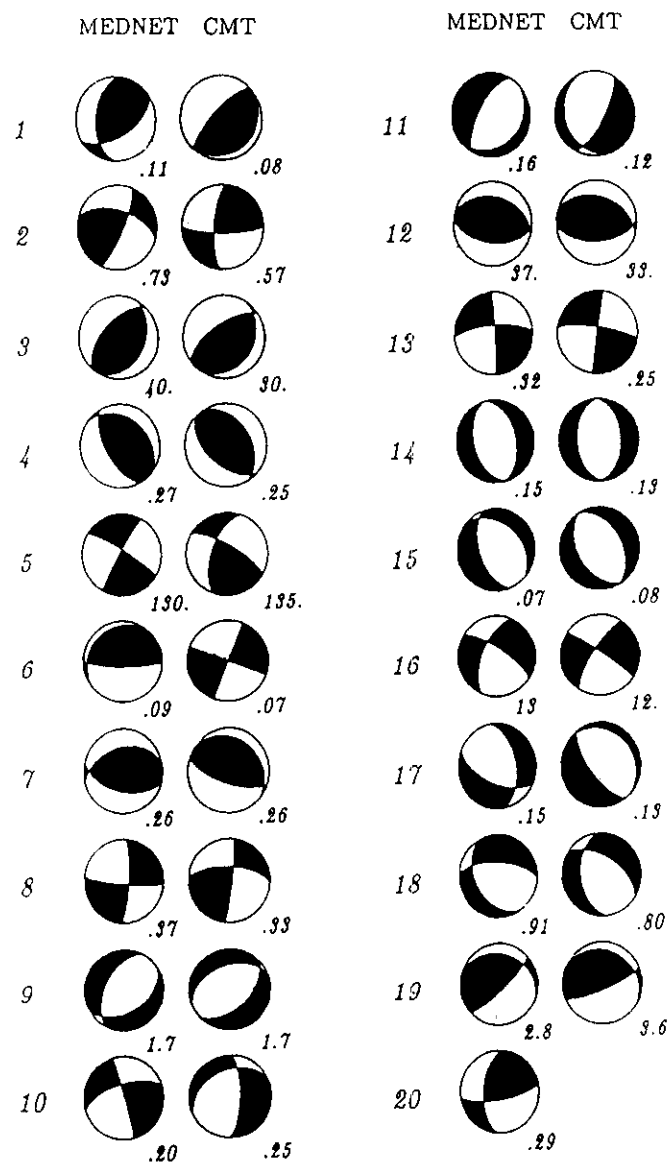 MEDNET CMT
1 .11 .08
2 .73 .57
3 40. 30.
4 .27 .25
5 130. 135.
6 .09 .07
7 .26 .26
8 .37 .33
9 1.7 1.7
10 .20 .25
MEDNET CMT
11 .16 .12
12 37. 33.
13 .32 .25
14 .15 .13
15 .07 .08
16 13 12.
17 .15 .13
18 .91 .80
19 2.8 3.6
20 .29